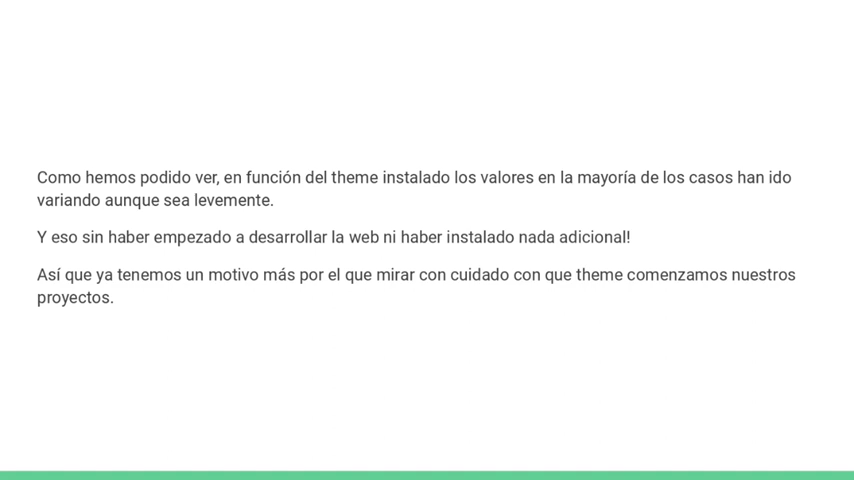 Como hemos podido ver, en función del theme instalado los valores en la mayoría de los casos han ido
variando aunque sea levemente.
Y eso sin haber empezado a desarrollar la web ni haber instalado nada adicional!
Así que ya tenemos un motivo más por el que mirar con cuidado con que theme comenzamos nuestros
proyectos.